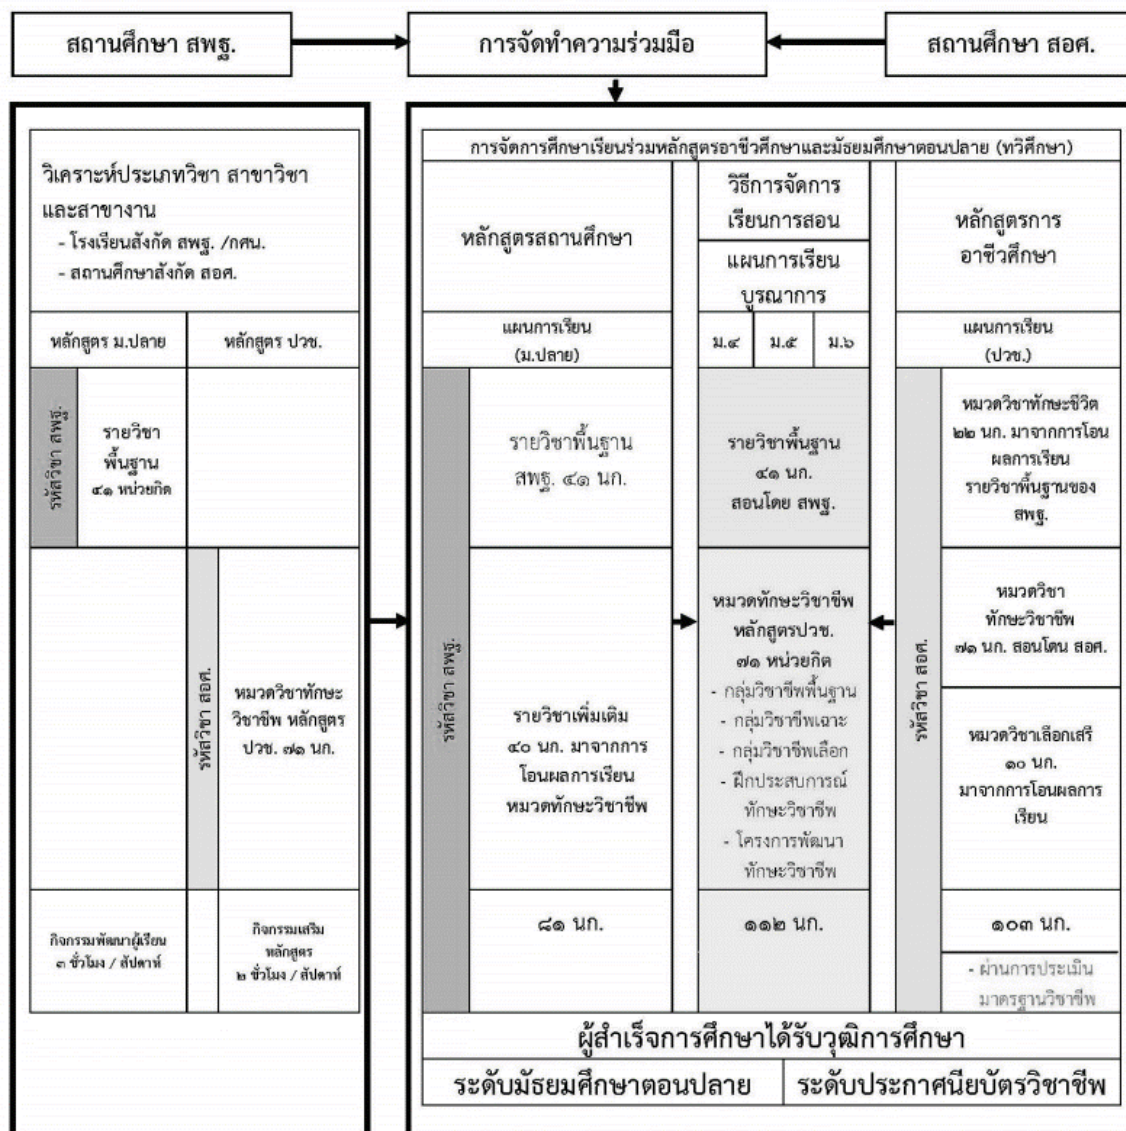 สถานศึกษา สพฐ.
การจัดทำความร่วมมือ
สถานศึกษา สอศ.
วิเคราะห์ประเภทวิชา สาขาวิชา
และสาขางาน
- โรงเรียนสังกัด สพฐ. /กศน.
- สถานศึกษาสังกัด สอศ.
หลักสูตร ม.ปลาย
หลักสูตร ปวช.
รหัสวิชา สพฐ.
รายวิชา
พื้นฐาน
๔๑ หน่วยกิต
รหัสวิชา สอศ.
หมวดวิชาทักษะ
วิชาชีพ หลักสูตร
ปวช. ๗๑ นก.
กิจกรรมพัฒนาผู้เรียน
๓ ชั่วโมง / สัปดาห์
กิจกรรมเสริม
หลักสูตร
๒ ชั่วโมง / สัปดาห์
การจัดการศึกษาเรียนร่วมหลักสูตรอาชีวศึกษาและมัธยมศึกษาตอนปลาย (ทวิศึกษา)
หลักสูตรสถานศึกษา
วิธีการจัดการ
เรียนการสอน
แผนการเรียน
บูรณาการ
หลักสูตรการ
อาชีวศึกษา
แผนการเรียน
(ม.ปลาย)
ม.๔
ม.๕
ม.๖
แผนการเรียน
(ปวช.)
รหัสวิชา สพฐ.
รายวิชาพื้นฐาน
สพฐ. ๔๑ นก.
รายวิชาพื้นฐาน
๔๑ นก.
สอนโดย สพฐ.
รหัสวิชา สอศ.
หมวดวิชาทักษะชีวิต
๒๒ นก. มาจากการโอน
ผลการเรียน
รายวิชาพื้นฐานของ
สพฐ.
รายวิชาเพิ่มเติม
๔๐ นก. มาจากการ
โอนผลการเรียน
หมวดทักษะวิชาชีพ
หมวดทักษะวิชาชีพ
หลักสูตรปวช.
๗๑ หน่วยกิต
- กลุ่มวิชาชีพพื้นฐาน
- กลุ่มวิชาชีพเฉาะ
- กลุ่มวิชาชีพเลือก
- ฝึกประสบการณ์
ทักษะวิชาชีพ
- โครงการพัฒนา
ทักษะวิชาชีพ
หมวดวิชา
ทักษะวิชาชีพ
๗๑ นก. สอนโดน สอศ.
หมวดวิชาเลือกเสรี
๑๐ นก.
มาจากการโอนผลการ
เรียน
๘๑ นก.
๑๑๒ นก.
๑๐๓ นก.
- ผ่านการประเมิน
มาตรฐานวิชาชีพ
ผู้สำเร็จการศึกษาได้รับวุฒิการศึกษา
ระดับมัธยมศึกษาตอนปลาย
ระดับประกาศนียบัตรวิชาชีพ